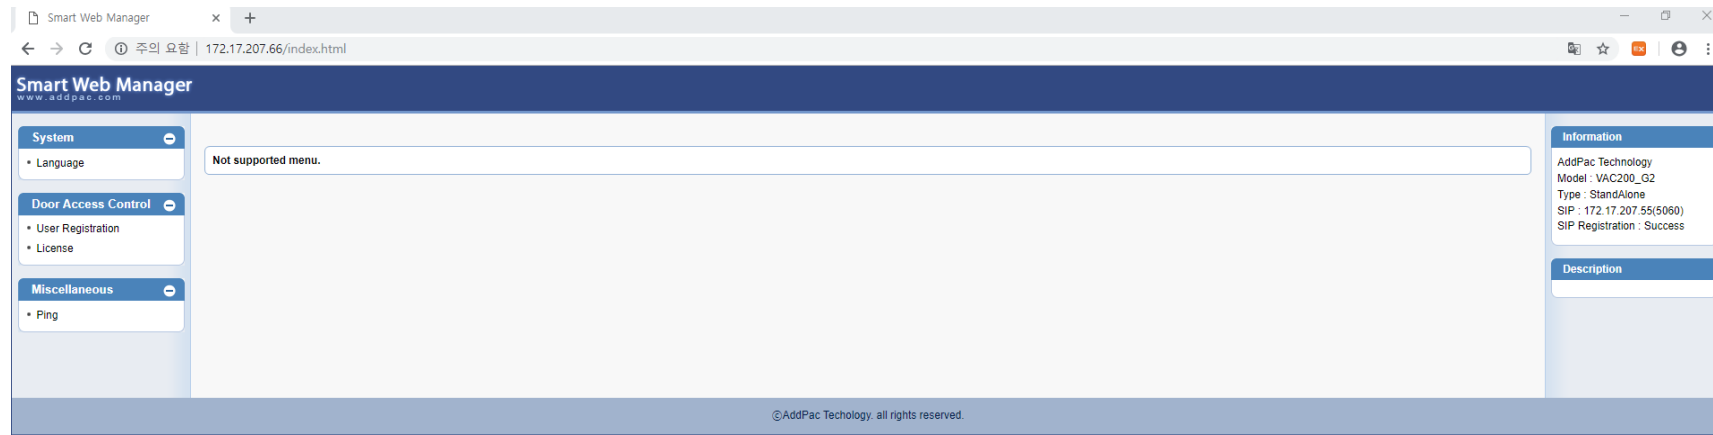 Smart Web Manager
주의 요함 | 172.17.207.66/index.html
Smart Web Manager
www.addpac.com
System
Language
Door Access Control
User Registration
License
Miscellaneous
Ping
Not supported menu.
Information
AddPac Technology
Model : VAC200_G2
Type : StandAlone
SIP : 172.17.207.55(5060)
SIP Registration : Success
Description
ⓒAddPac Techology. all rights reserved.